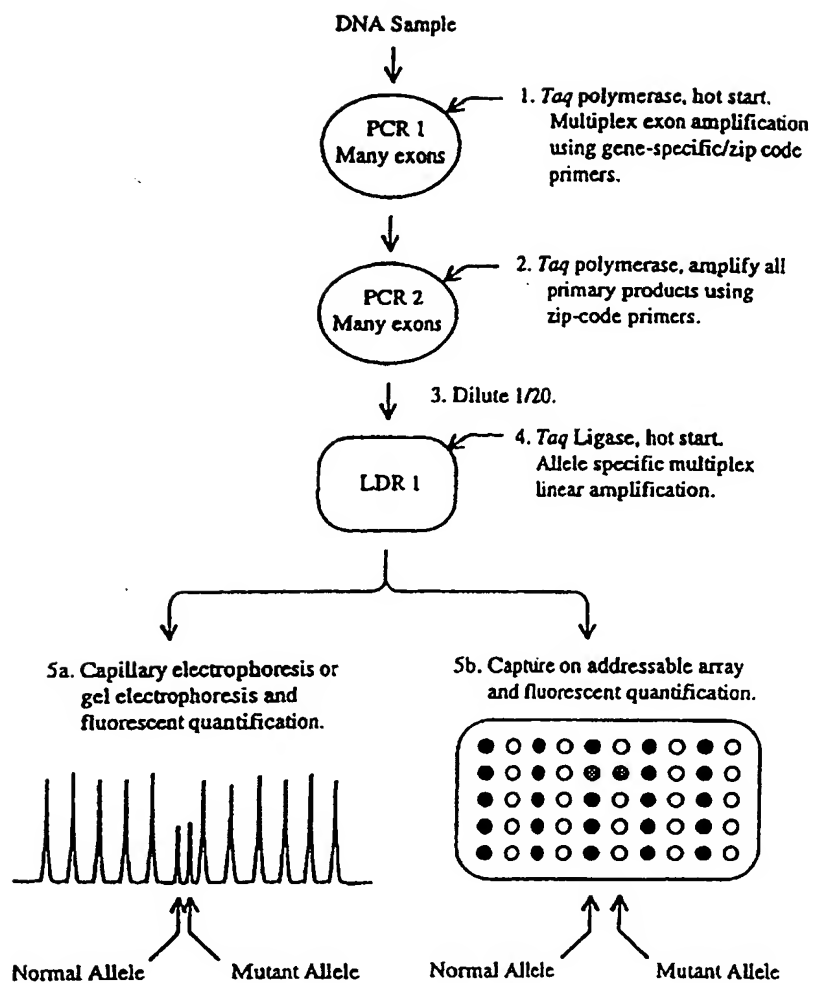 DNA Sample
PCR 1
Many exons
1. Taq polymerase, hot start.
Multiplex exon amplification
using gene-specific/zip code
primers.
PCR 2
Many exons
2. Taq polymerase, amplify all
primary products using
zip-code primers.
3. Dilute 1/20.
LDR 1
4. Taq Ligase, hot start.
Allele specific multiplex
linear amplification.
5a. Capillary electrophoresis or
gel electrophoresis and
fluorescent quantification.
5b. Capture on addressable array
and fluorescent quantification.
Normal Allele
Mutant Allele
Normal Allele
Mutant Allele